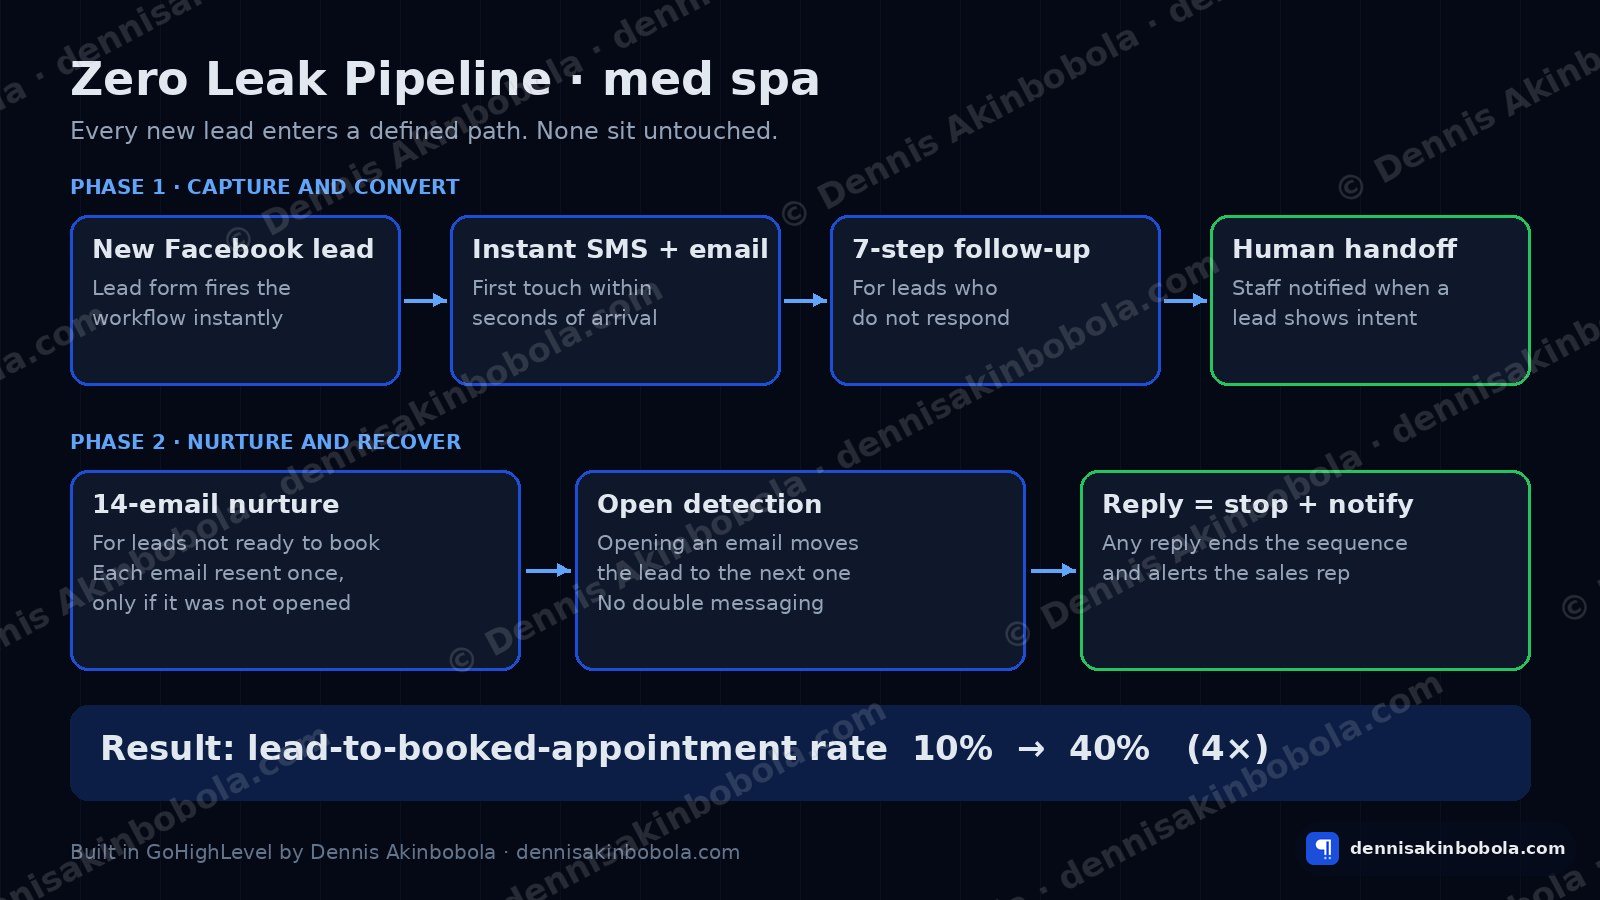 Zero Leak Pipeline · med spa
Every new lead enters a defined path. None sit untouched.
PHASE 1 · CAPTURE AND CONVERT
New Facebook lead
Lead form fires the
workflow instantly
Instant SMS + email
First touch within
seconds of arrival
7-step follow-up
For leads who
do not respond
Human handoff
Staff notified when a
lead shows intent
PHASE 2 · NURTURE AND RECOVER
14-email nurture
For leads not ready to book
Each email resent once,
only if it was not opened
Open detection
Opening an email moves
the lead to the next one
No double messaging
Reply = stop + notify
Any reply ends the sequence
and alerts the sales rep
Result: lead-to-booked-appointment rate 10% → 40% (4×)
Built in GoHighLevel by Dennis Akinbobola · dennisakinbobola.com
dennisakinbobola.com
© Dennis Akinbobola · dennisakinbobola.com